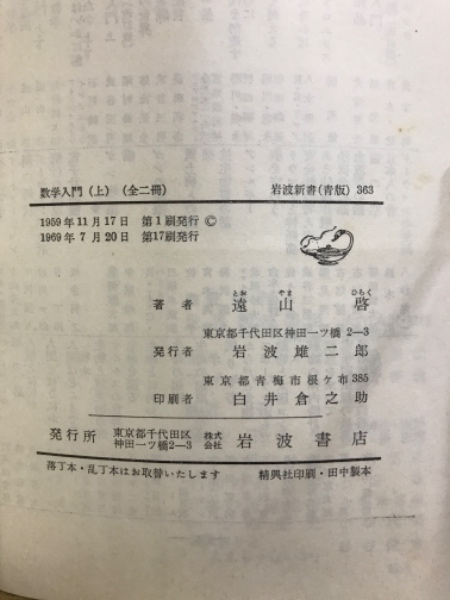 数学入門(上)(全二冊) 岩波新書(青版) 363
1959年11月17日 第1刷発行 ©
1969年7月20日 第17刷発行
とお やま ひらく
著者 遠山 啓
東京都千代田区神田一ツ橋 2—3
発行者 岩波雄二郎
東京都青梅市根ケ布385
印刷者 白井倉之助
発行所 東京都千代田区神田一ツ橋2—3 株式会社 岩波書店
落丁本・乱丁本はお取替いたします 精興社印刷・田中製本